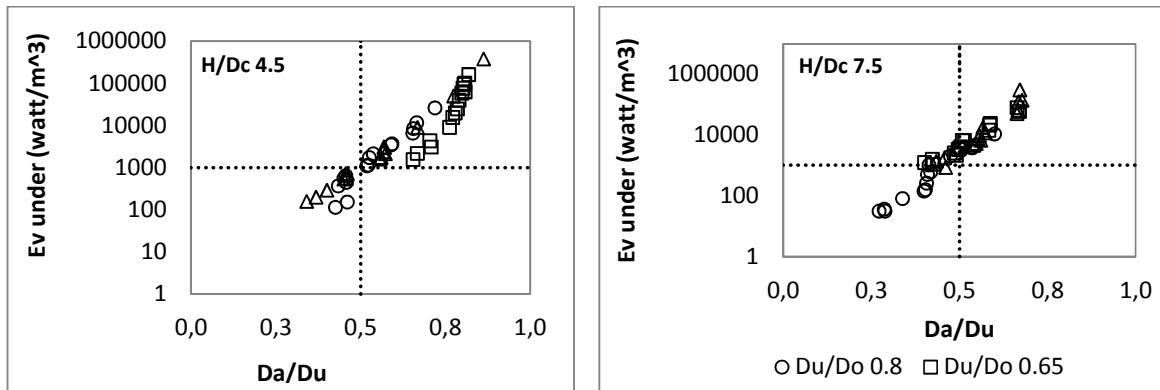 H/Dc 4.5
Ev under (watt/m^3)
1000000
100000
10000
1000
100
10
1
0,0 0,3 0,5 0,8 1,0
Da/Du
H/Dc 7.5
Ev under (watt/m^3)
1000000
10000
100
1
0,0 0,3 0,5 0,8 1,0
Da/Du
Du/Do 0.8 Du/Do 0.65